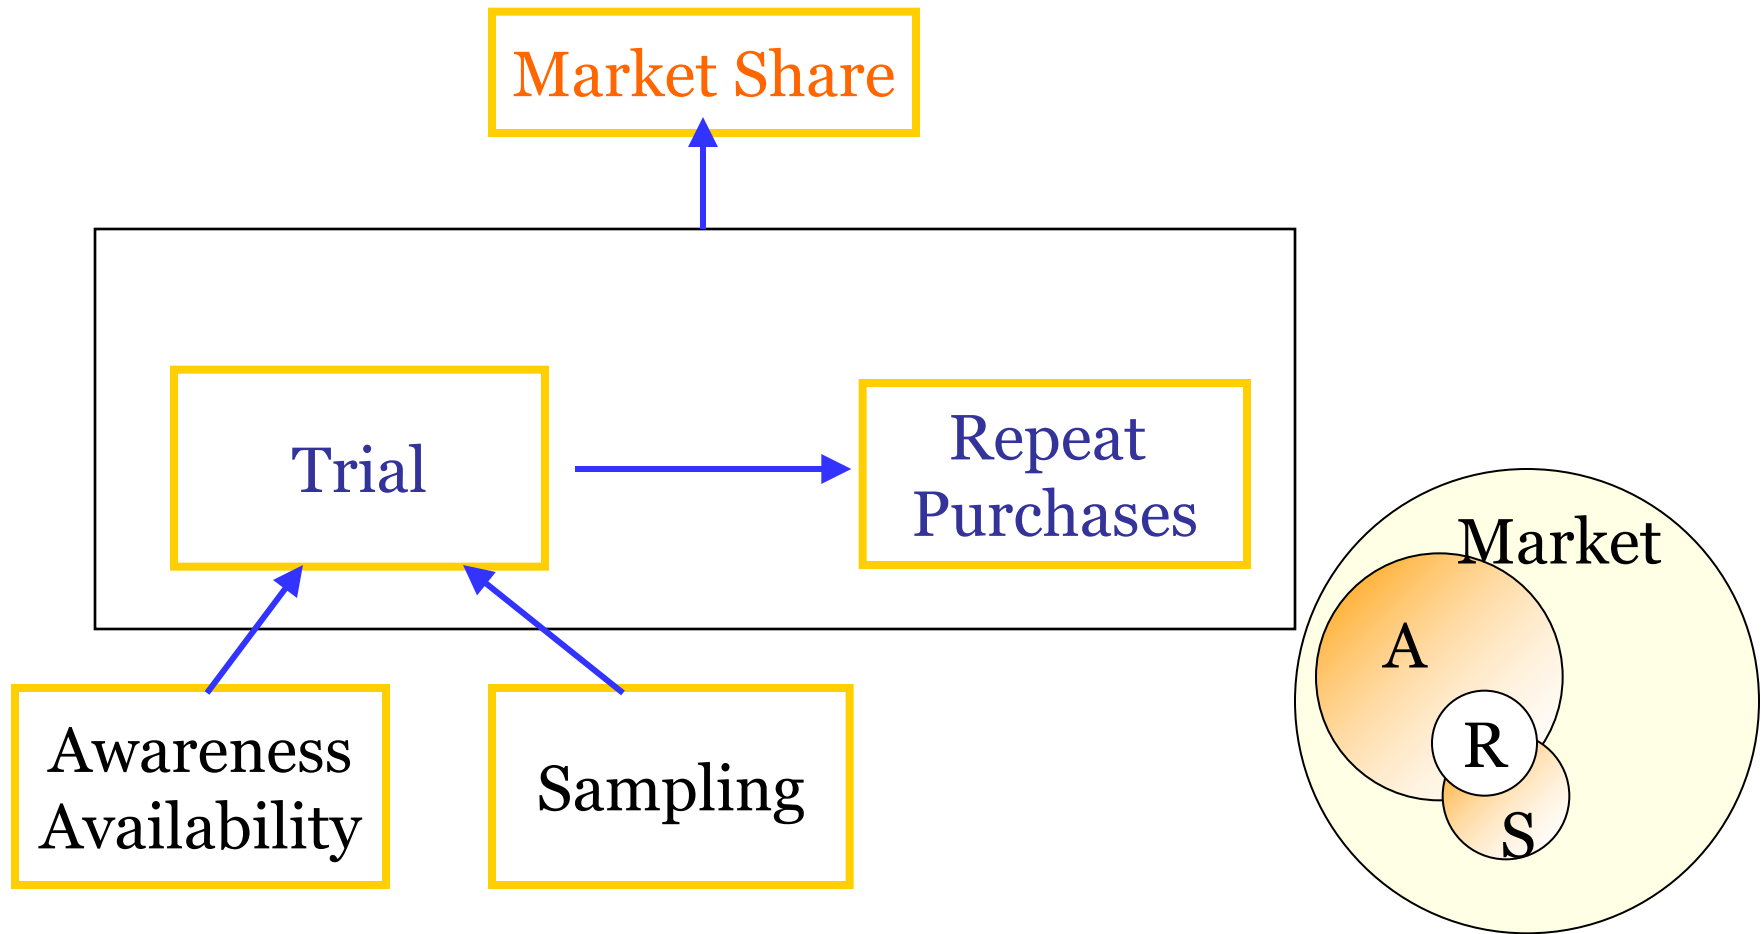 Market Share
Trial
Repeat
Purchases
Awareness
Availability
Sampling
Market
A
R
S